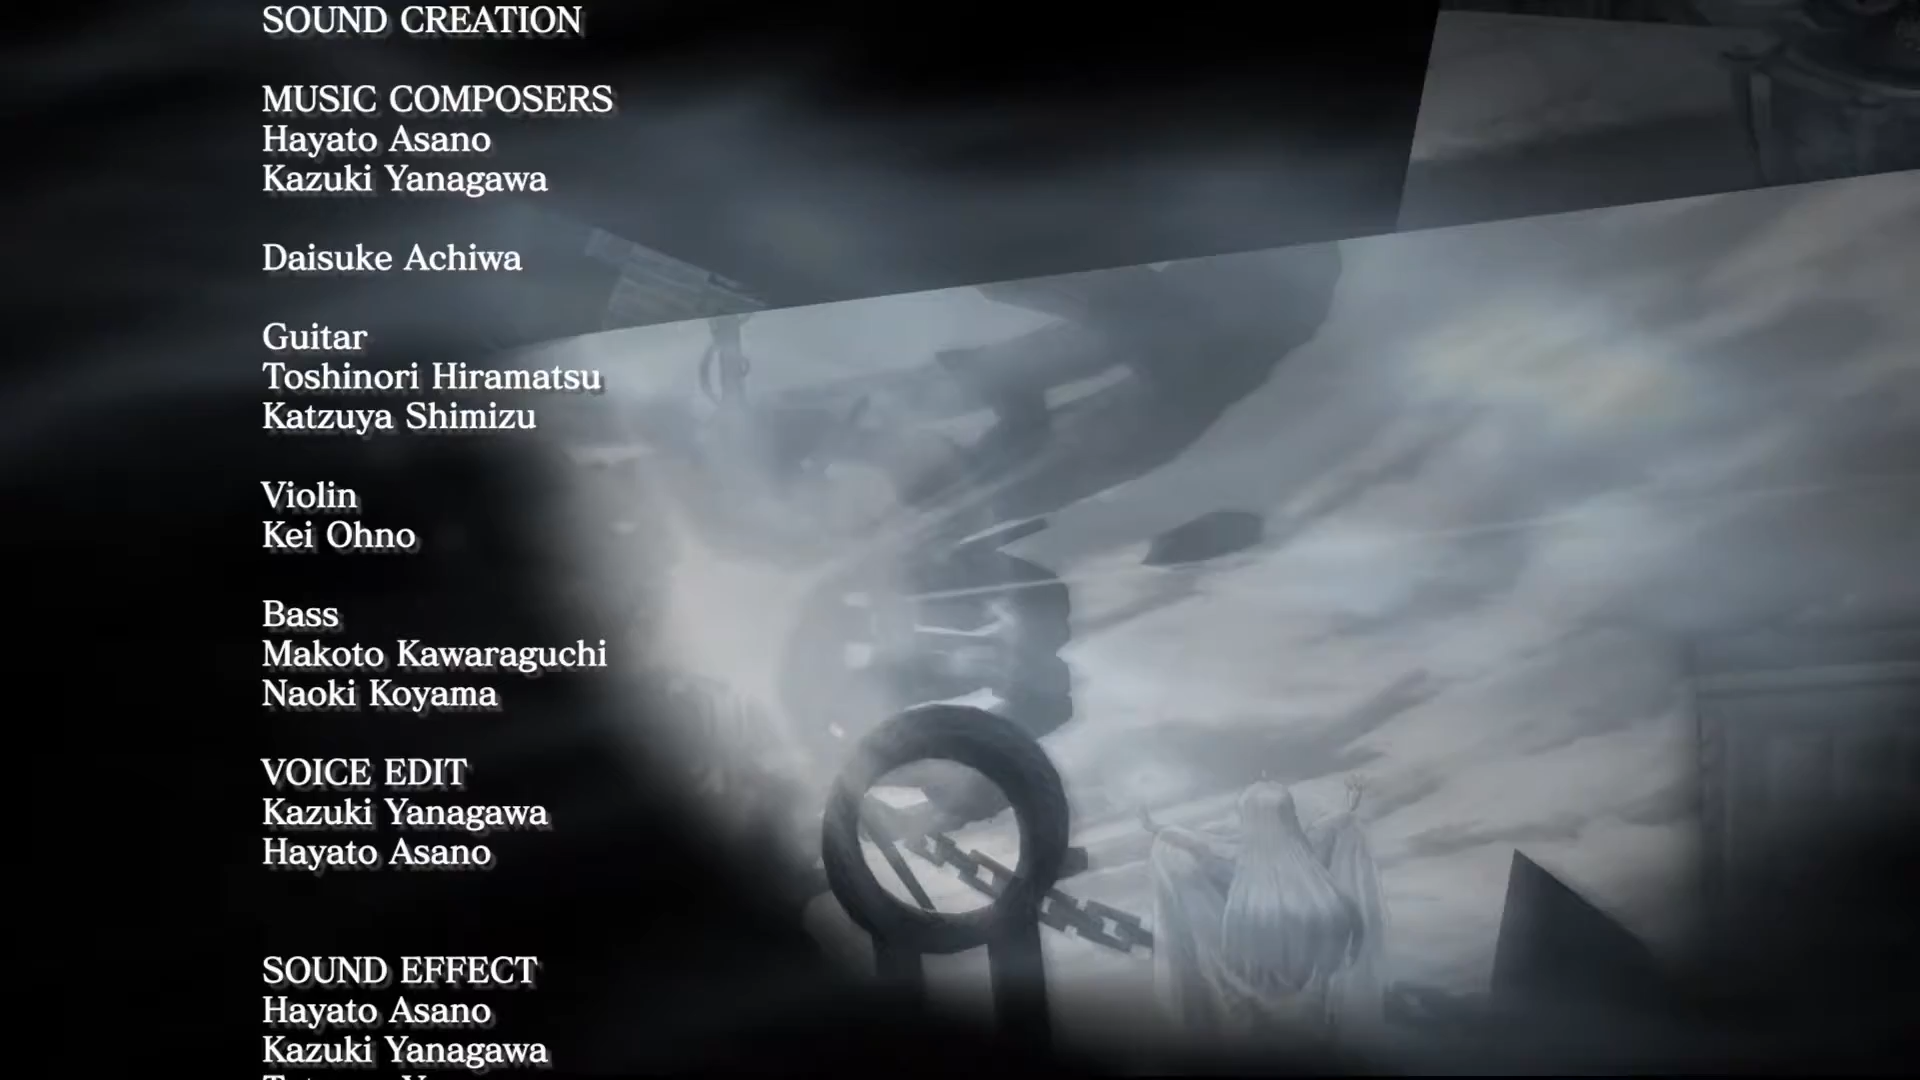 SOUND CREATION
MUSIC COMPOSERS
Hayato Asano
Kazuki Yanagawa
Daisuke Achiwa
Guitar
Toshinori Hiramatsu
Katzuya Shimizu
Violin
Kei Ohno
Bass
Makoto Kawaraguchi
Naoki Koyama
VOICE EDIT
Kazuki Yanagawa
Hayato Asano
SOUND EFFECT
Hayato Asano
Kazuki Yanagawa